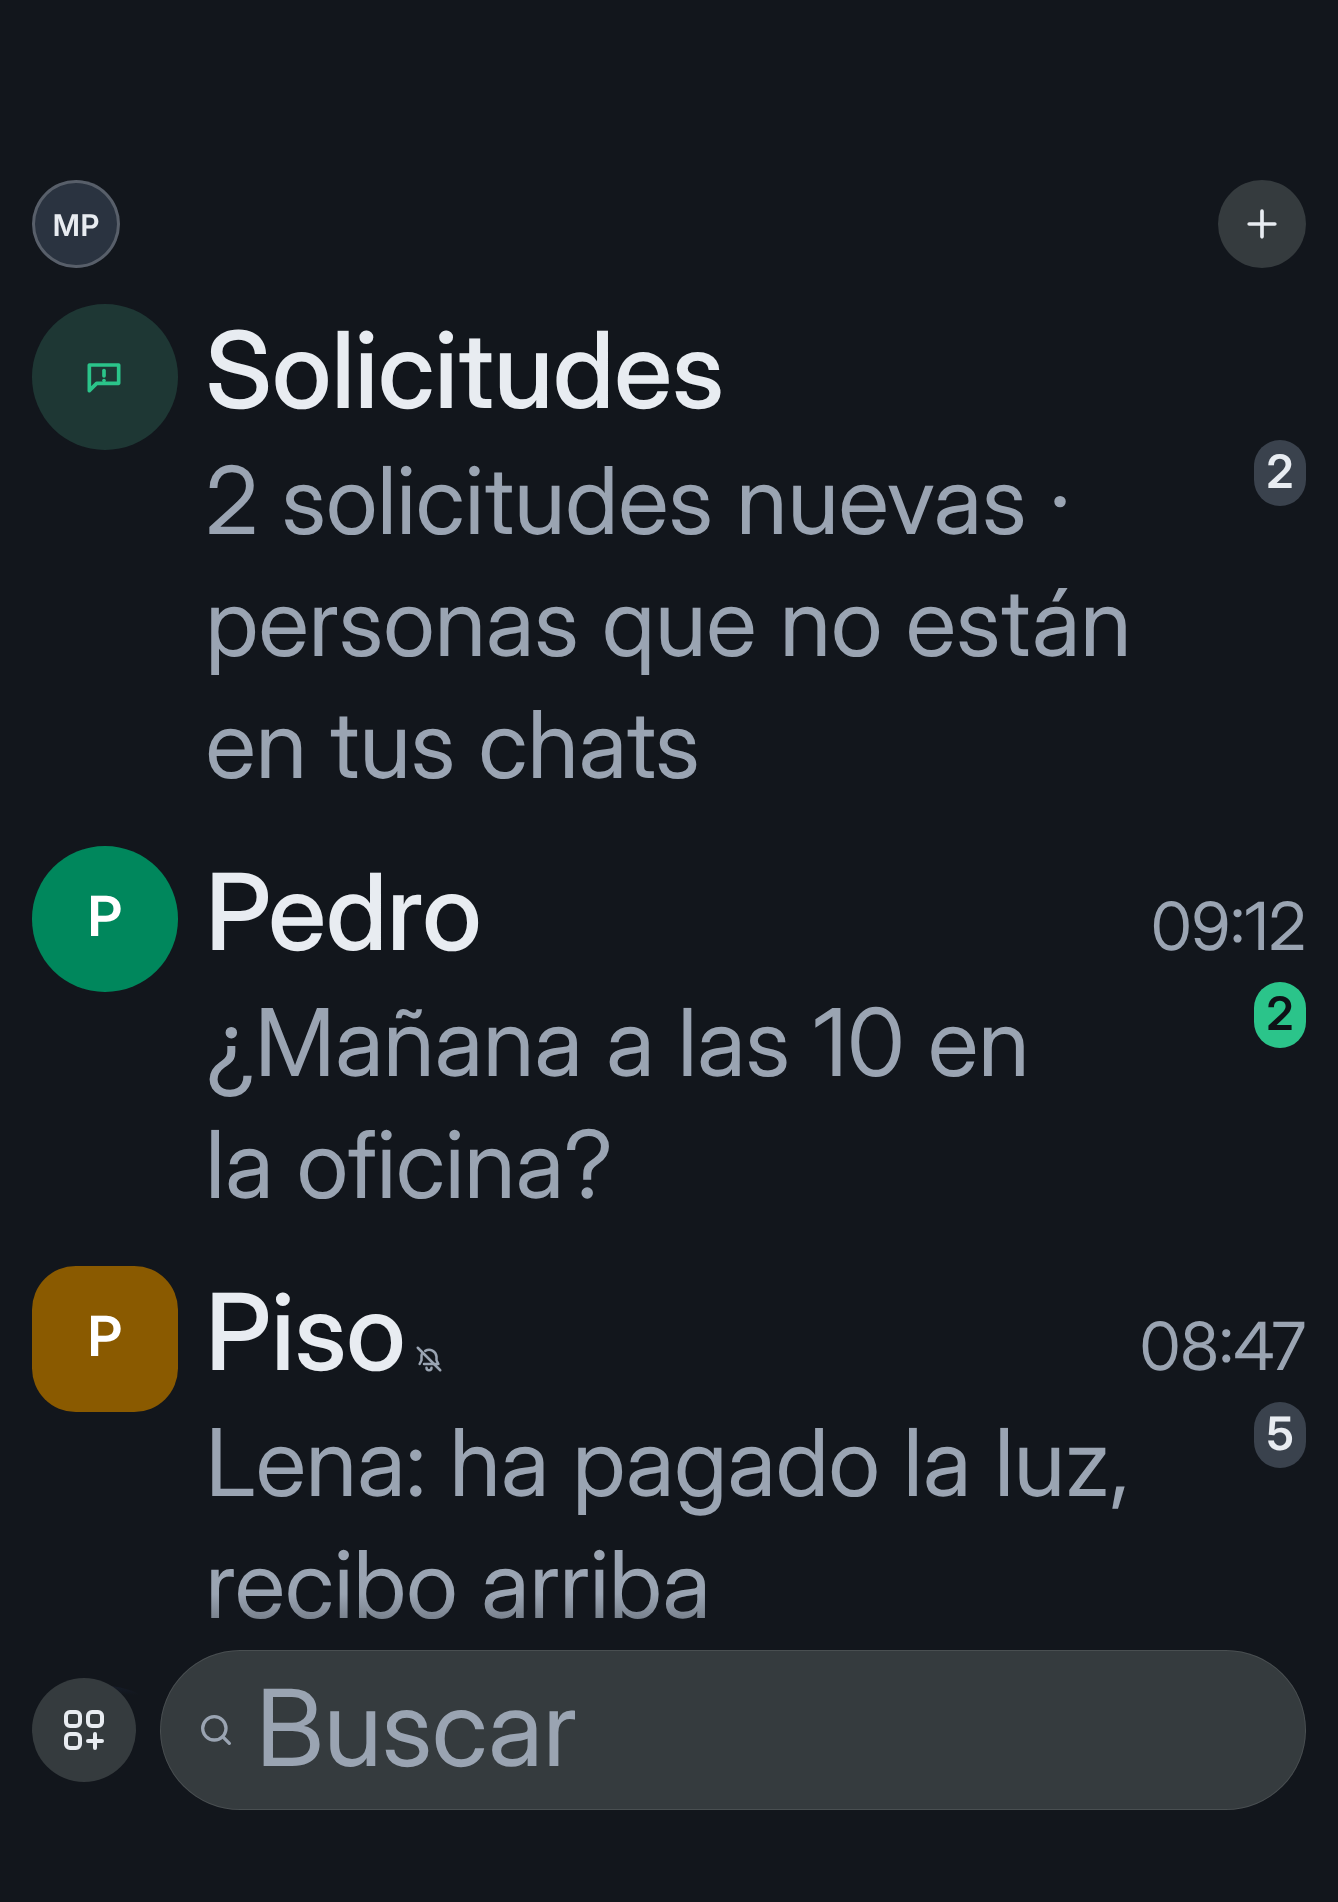 MP
Solicitudes
2 solicitudes nuevas ·
2
personas que no están
en tus chats
P
Pedro
09:12
¿Mañana a las 10 en
2
la oficina?
P
Piso
08:47
Lena: ha pagado la luz,
5
recibo arriba
Buscar